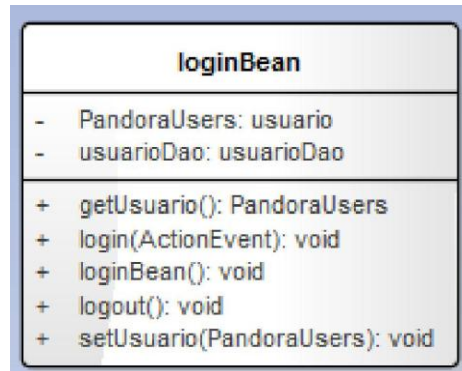 loginBean
- PandoraUsers: usuario
- usuarioDao: usuarioDao
+ getUsuario(): PandoraUsers
+ login(ActionEvent): void
+ loginBean(): void
+ logout(): void
+ setUsuario(PandoraUsers): void